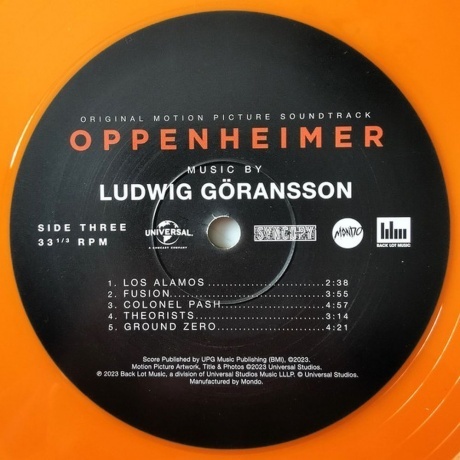 ORIGINAL MOTION PICTURE SOUNDTRACK
OPPENHEIMER
MUSIC BY
LUDWIG GÖRANSSON
SIDE THREE
33 1/3 RPM
UNIVERSAL
A COMCAST COMPANY
SYNCOPY
MONDO
BACK LOT MUSIC
1. LOS ALAMOS..............................2:38
2. FUSION......................................3:55
3. COLONEL PASH..........................4:57
4. THEORISTS................................3:14
5. GROUND ZERO...........................4:21
Score Published by UPG Music Publishing (BMI), ©2023.
Motion Picture Artwork, Title & Photos ©2023 Universal Studios.
℗ 2023 Back Lot Music, a division of Universal Studios Music LLLP. © Universal Studios.
Manufactured by Mondo.